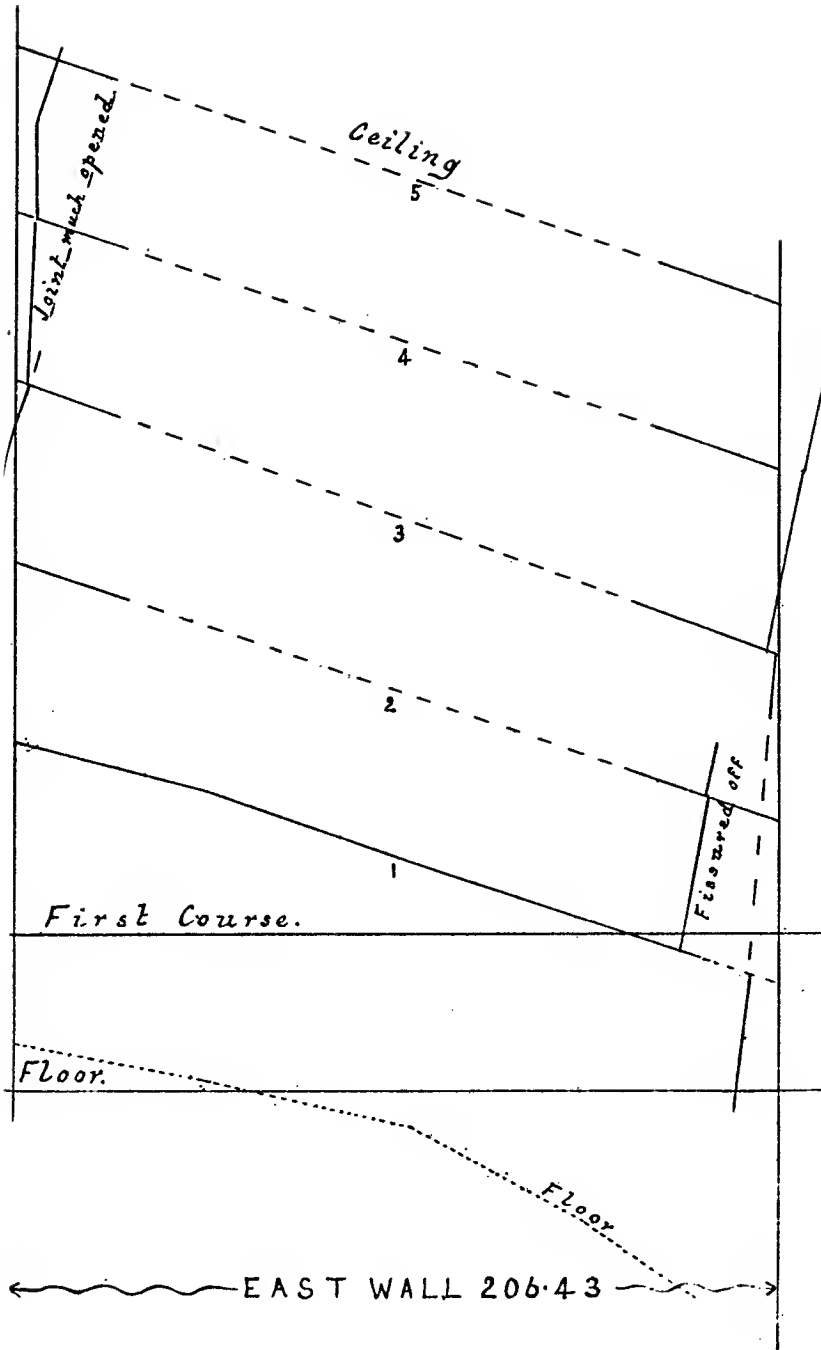 Joint much opened
Ceiling
5
4
3
2
1
Fissured off
First Course.
Floor.
Floor
EAST WALL 206·43